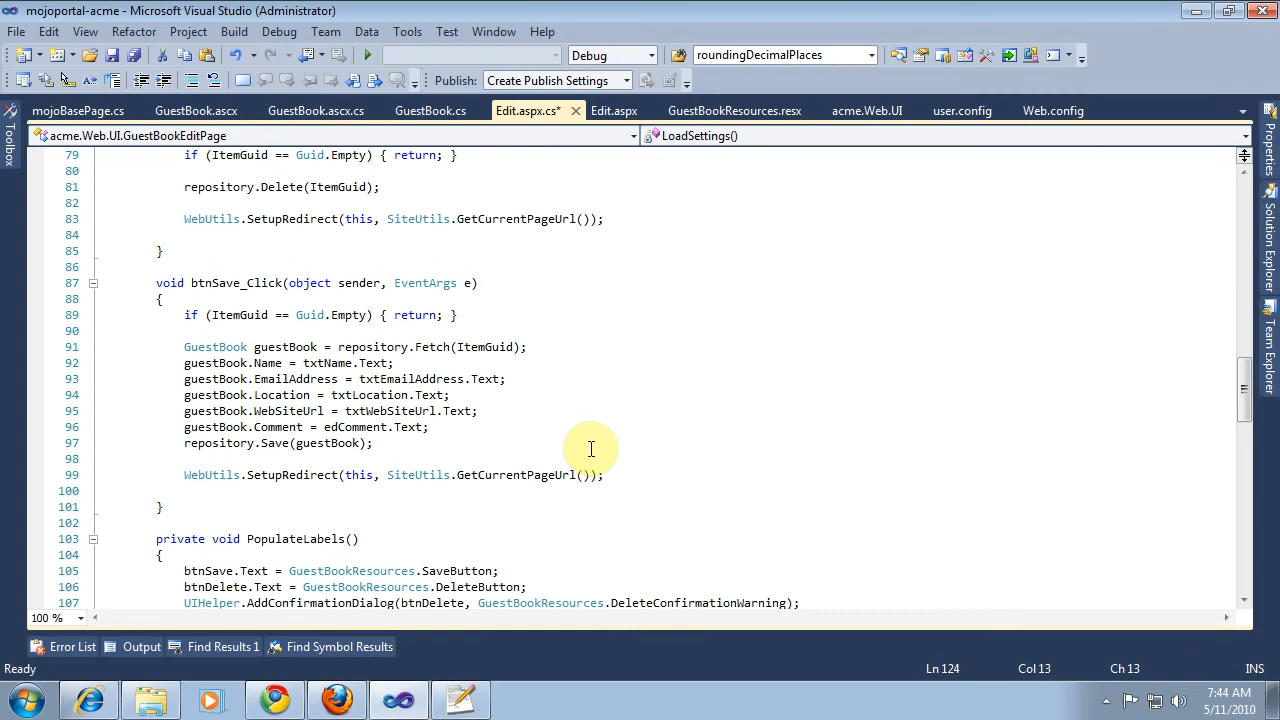 mojoportal-acme - Microsoft Visual Studio (Administrator)
File Edit View Refactor Project Build Debug Team Data Tools Test Window Help
Debug roundingDecimalPlaces
Publish: Create Publish Settings
mojoBasePage.cs GuestBook.ascx GuestBook.ascx.cs GuestBook.cs Edit.aspx.cs* Edit.aspx GuestBookResources.resx acme.Web.UI user.config Web.config
acme.Web.UI.GuestBookEditPage LoadSettings()
Toolbox
Properties
Solution Explorer
Team Explorer
79 if (ItemGuid == Guid.Empty) { return; }
80
81 repository.Delete(ItemGuid);
82
83 WebUtils.SetupRedirect(this, SiteUtils.GetCurrentPageUrl());
84
85 }
86
87 void btnSave_Click(object sender, EventArgs e)
88 {
89 if (ItemGuid == Guid.Empty) { return; }
90
91 GuestBook guestBook = repository.Fetch(ItemGuid);
92 guestBook.Name = txtName.Text;
93 guestBook.EmailAddress = txtEmailAddress.Text;
94 guestBook.Location = txtLocation.Text;
95 guestBook.WebSiteUrl = txtWebSiteUrl.Text;
96 guestBook.Comment = edComment.Text;
97 repository.Save(guestBook);
98
99 WebUtils.SetupRedirect(this, SiteUtils.GetCurrentPageUrl());
100
101 }
102
103 private void PopulateLabels()
104 {
105 btnSave.Text = GuestBookResources.SaveButton;
106 btnDelete.Text = GuestBookResources.DeleteButton;
107 UIHelper.AddConfirmationDialog(btnDelete, GuestBookResources.DeleteConfirmationWarning);
100 %
Error List Output Find Results 1 Find Symbol Results
Ready Ln 124 Col 13 Ch 13 INS
7:44 AM
5/11/2010